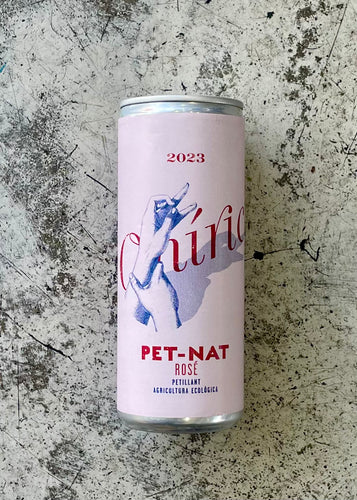 2023
Oníric
PET-NAT
ROSÉ
PETILLANT
AGRICULTURA ECOLÒGICA